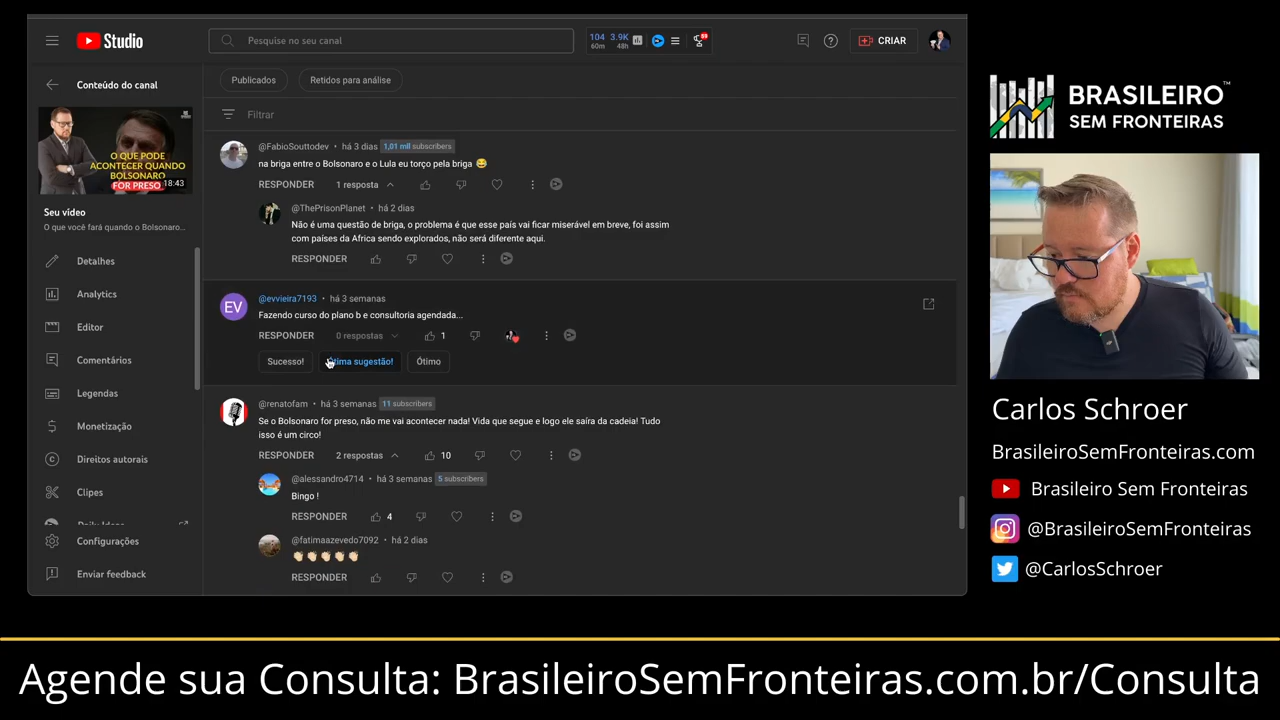 Studio
Pesquise no seu canal
104 3.9K
60m 48h
CRIAR
Conteúdo do canal
O QUE PODE
ACONTECER QUANDO
BOLSONARO
FOR PRESO
18:43
Seu vídeo
O que você fará quando o Bolsonaro...
Detalhes
Analytics
Editor
Comentários
Legendas
Monetização
Direitos autorais
Clipes
Configurações
Enviar feedback
Publicados
Retidos para análise
Filtrar
@FabioSouttodev • há 3 dias 1,01 mil subscribers
na briga entre o Bolsonaro e o Lula eu torço pela briga 😂
RESPONDER 1 resposta
@ThePrisonPlanet • há 2 dias
Não é uma questão de briga, o problema é que esse país vai ficar miserável em breve, foi assim
com países da Africa sendo explorados, não será diferente aqui.
RESPONDER
EV
@evvieira7193 • há 3 semanas
Fazendo curso do plano b e consultoria agendada...
RESPONDER 0 respostas 1
Sucesso! Ótima sugestão! Ótimo
@renatofam • há 3 semanas 11 subscribers
Se o Bolsonaro for preso, não me vai acontecer nada! Vida que segue e logo ele saíra da cadeia! Tudo
isso é um circo!
RESPONDER 2 respostas 10
@alessandro4714 • há 3 semanas 5 subscribers
Bingo !
RESPONDER 4
@fatimaazevedo7092 • há 2 dias
👏🏻👏🏻👏🏻👏🏻👏🏻
RESPONDER
BRASILEIRO™
SEM FRONTEIRAS
Carlos Schroer
BrasileiroSemFronteiras.com
Brasileiro Sem Fronteiras
@BrasileiroSemFronteiras
@CarlosSchroer
Agende sua Consulta: BrasileiroSemFronteiras.com.br/Consulta